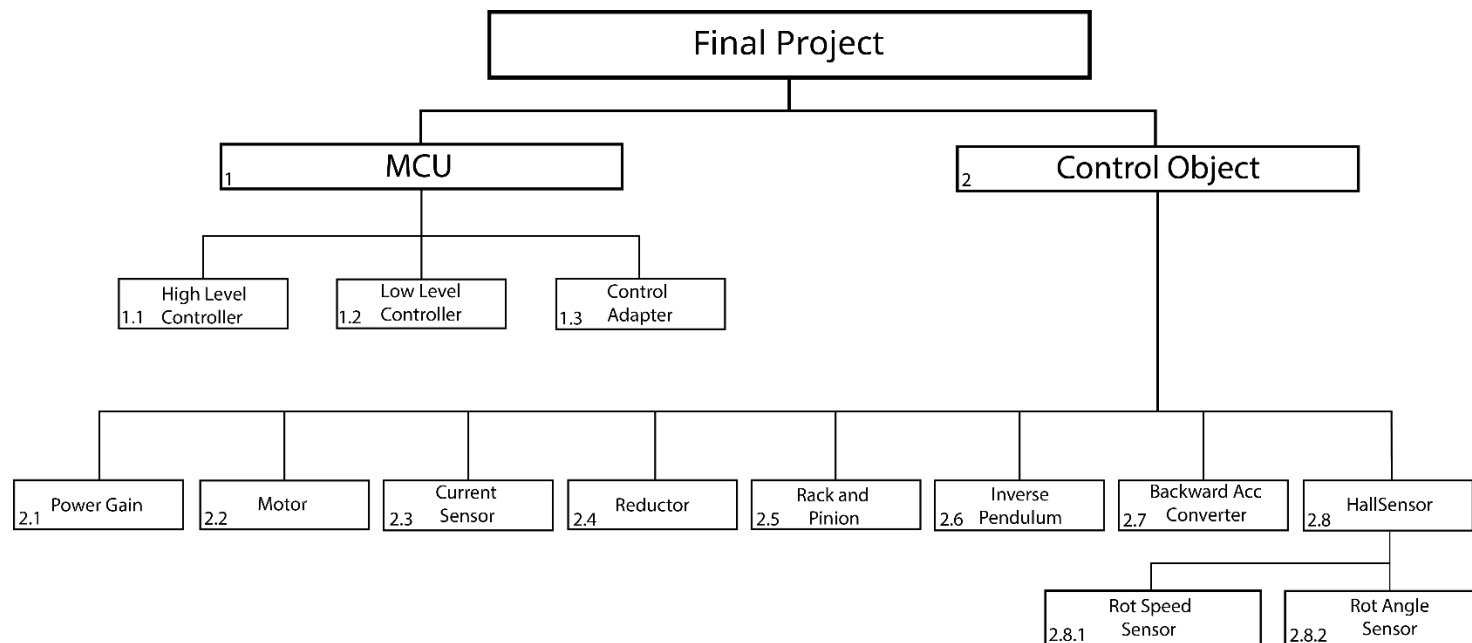 Final Project
1
MCU
2
Control Object
1.1
High Level
Controller
1.2
Low Level
Controller
1.3
Control
Adapter
2.1
Power Gain
2.2
Motor
2.3
Current
Sensor
2.4
Reductor
2.5
Rack and
Pinion
2.6
Inverse
Pendulum
2.7
Backward Acc
Converter
2.8
HallSensor
2.8.1
Rot Speed
Sensor
2.8.2
Rot Angle
Sensor